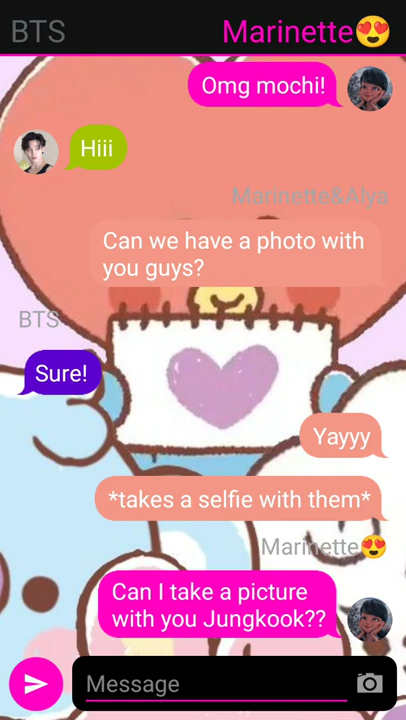 BTS
Marinette😍
Omg mochi!
Hiii
Marinette&Alya
Can we have a photo with
you guys?
BTS
Sure!
Yayyy
*takes a selfie with them*
Marinette😍
Can I take a picture
with you Jungkook??
Message